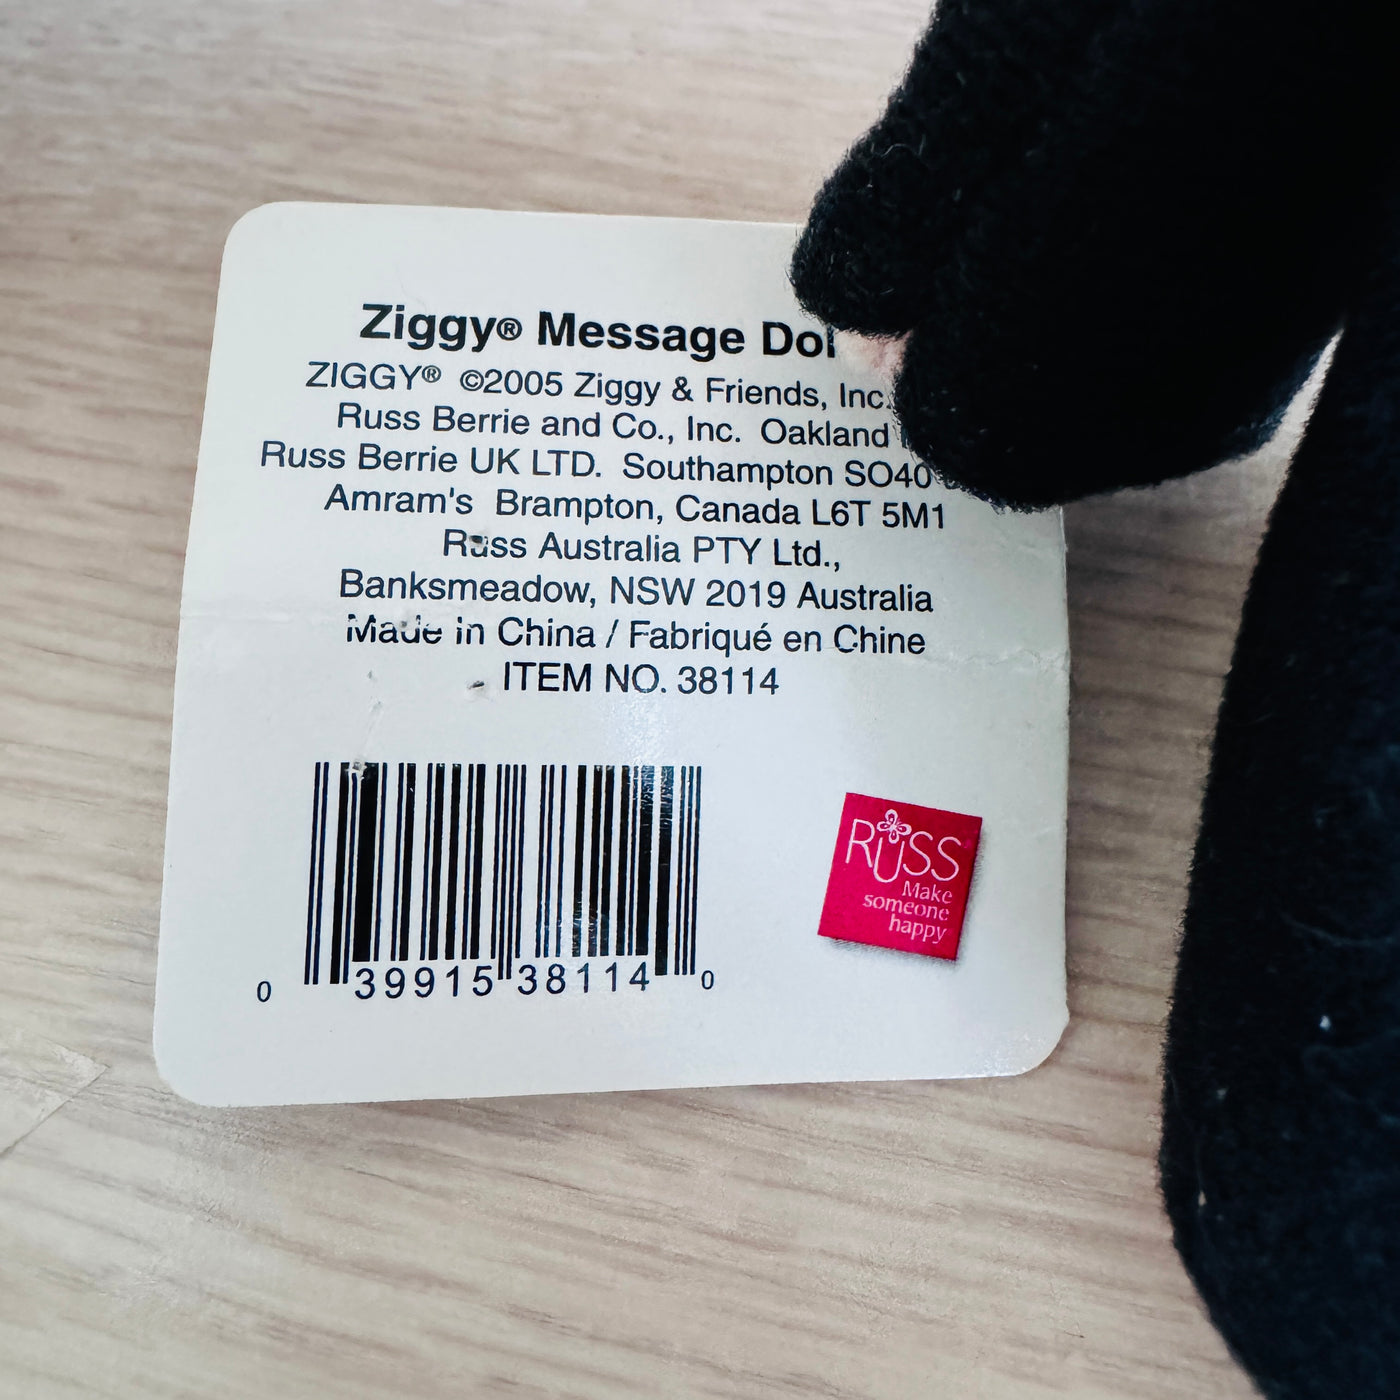 Ziggy® Message
ZIGGY® ©2005 Ziggy & Friends, Inc.
Russ Berrie and Co., Inc. Oakland
Russ Berrie UK LTD. Southampton SO40
Amram's Brampton, Canada L6T 5M1
Russ Australia PTY Ltd.,
Banksmeadow, NSW 2019 Australia
Made in China / Fabriqué en Chine
ITEM NO. 38114
0 39915 38114 0
RUSS
Make
someone
happy